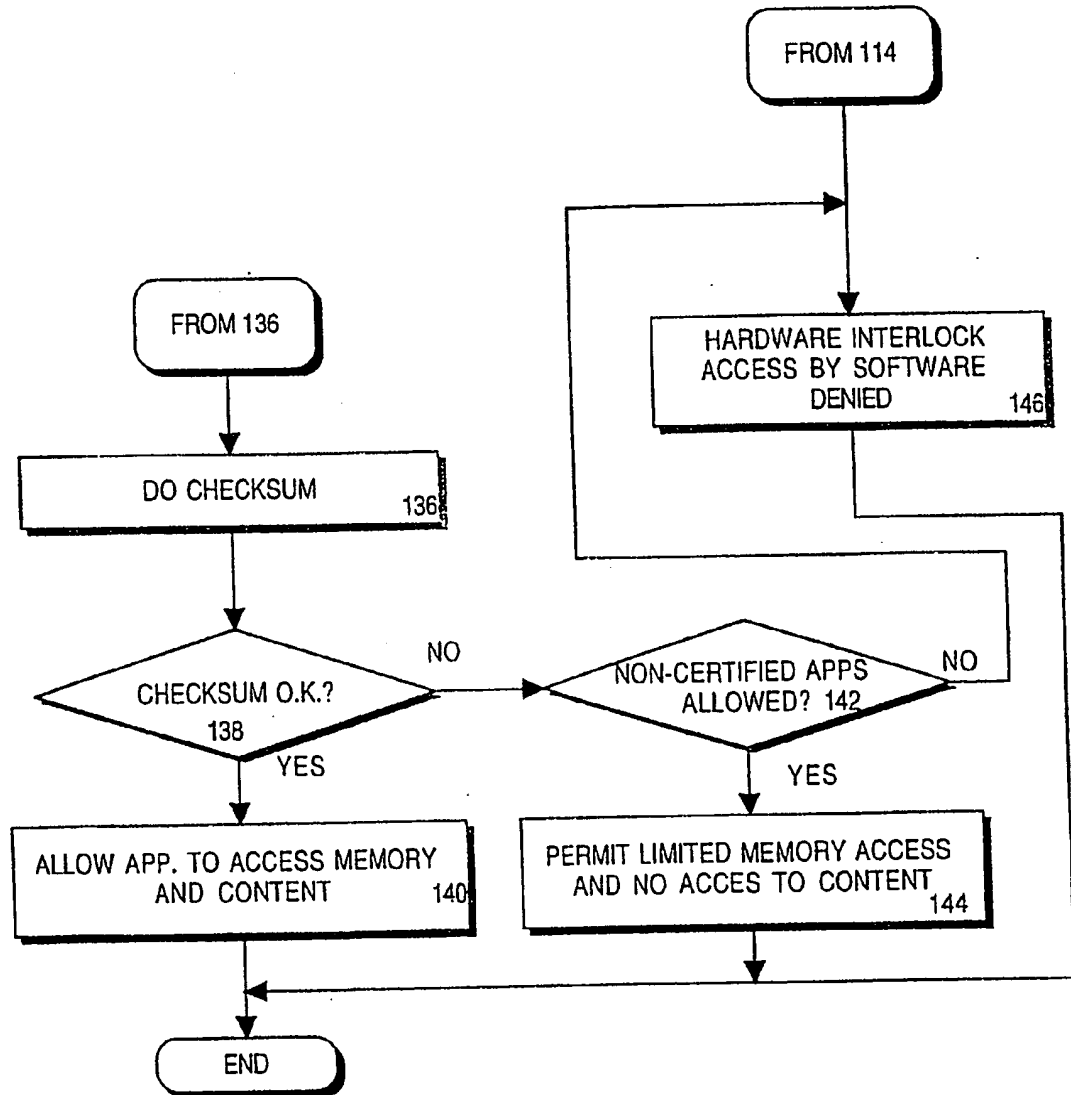 FROM 114
FROM 136
HARDWARE INTERLOCK
ACCESS BY SOFTWARE
DENIED 146
DO CHECKSUM
136
CHECKSUM O.K.?
138
NO
YES
NON-CERTIFIED APPS
ALLOWED? 142
NO
YES
ALLOW APP. TO ACCESS MEMORY
AND CONTENT 140
PERMIT LIMITED MEMORY ACCESS
AND NO ACCES TO CONTENT
144
END